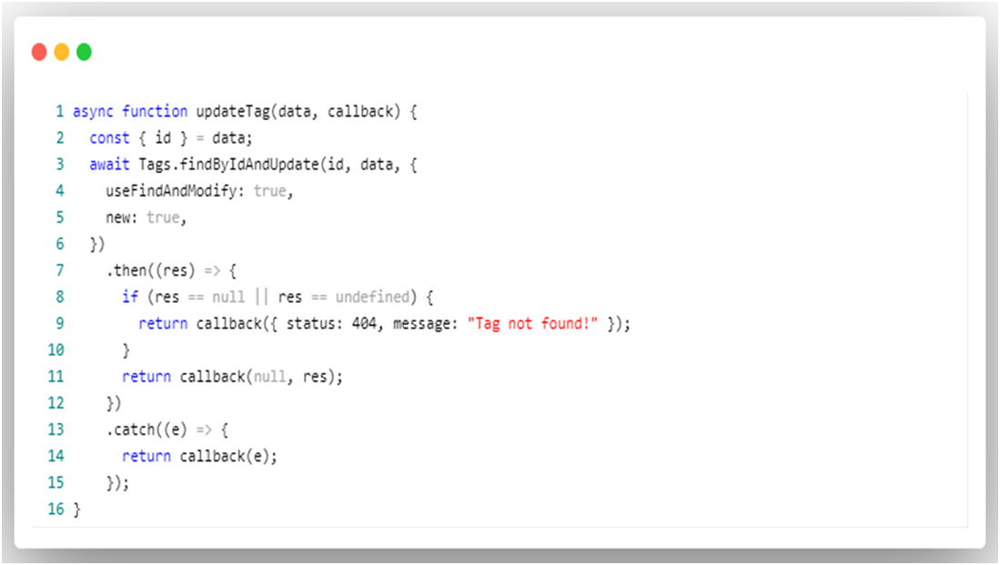 1 async function updateTag(data, callback) {
2   const { id } = data;
3   await Tags.findByIdAndUpdate(id, data, {
4     useFindAndModify: true,
5     new: true,
6   })
7     .then((res) => {
8       if (res == null || res == undefined) {
9         return callback({ status: 404, message: "Tag not found!" });
10       }
11       return callback(null, res);
12     })
13     .catch((e) => {
14       return callback(e);
15     });
16 }